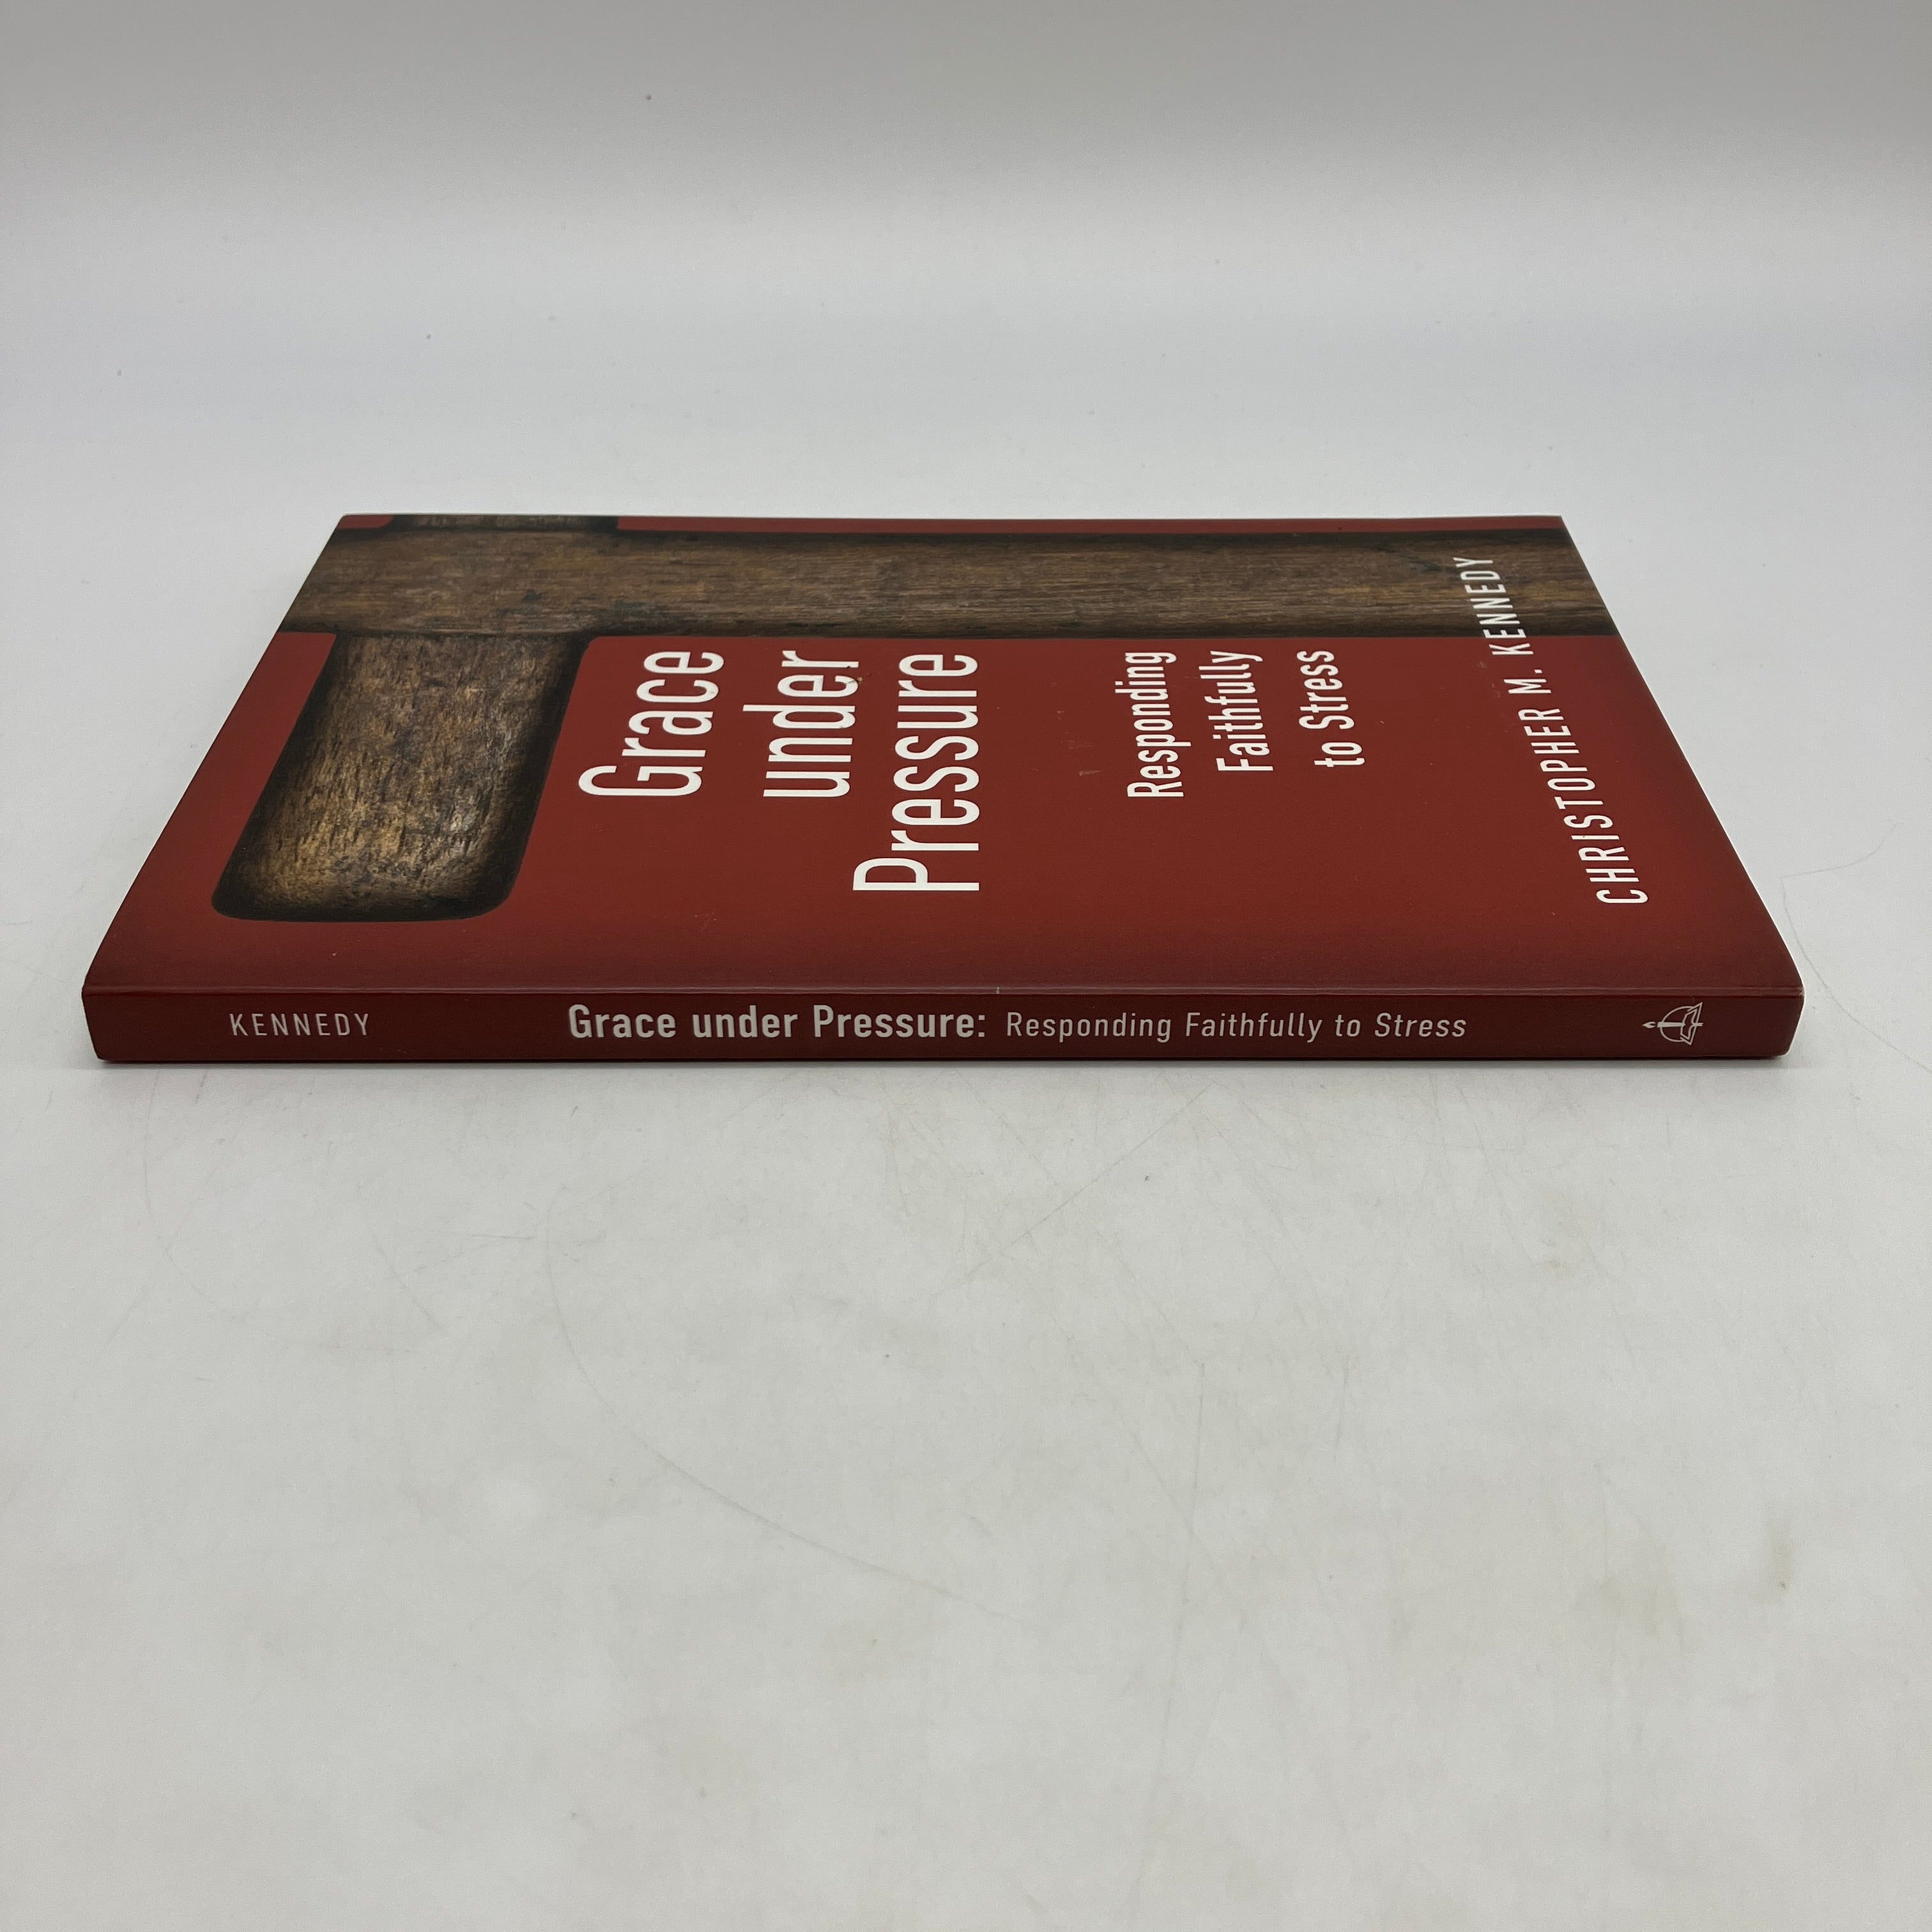 Grace
under
Pressure
Responding
Faithfully
to Stress
CHRISTOPHER M. KENNEDY
KENNEDY Grace under Pressure: Responding Faithfully to Stress